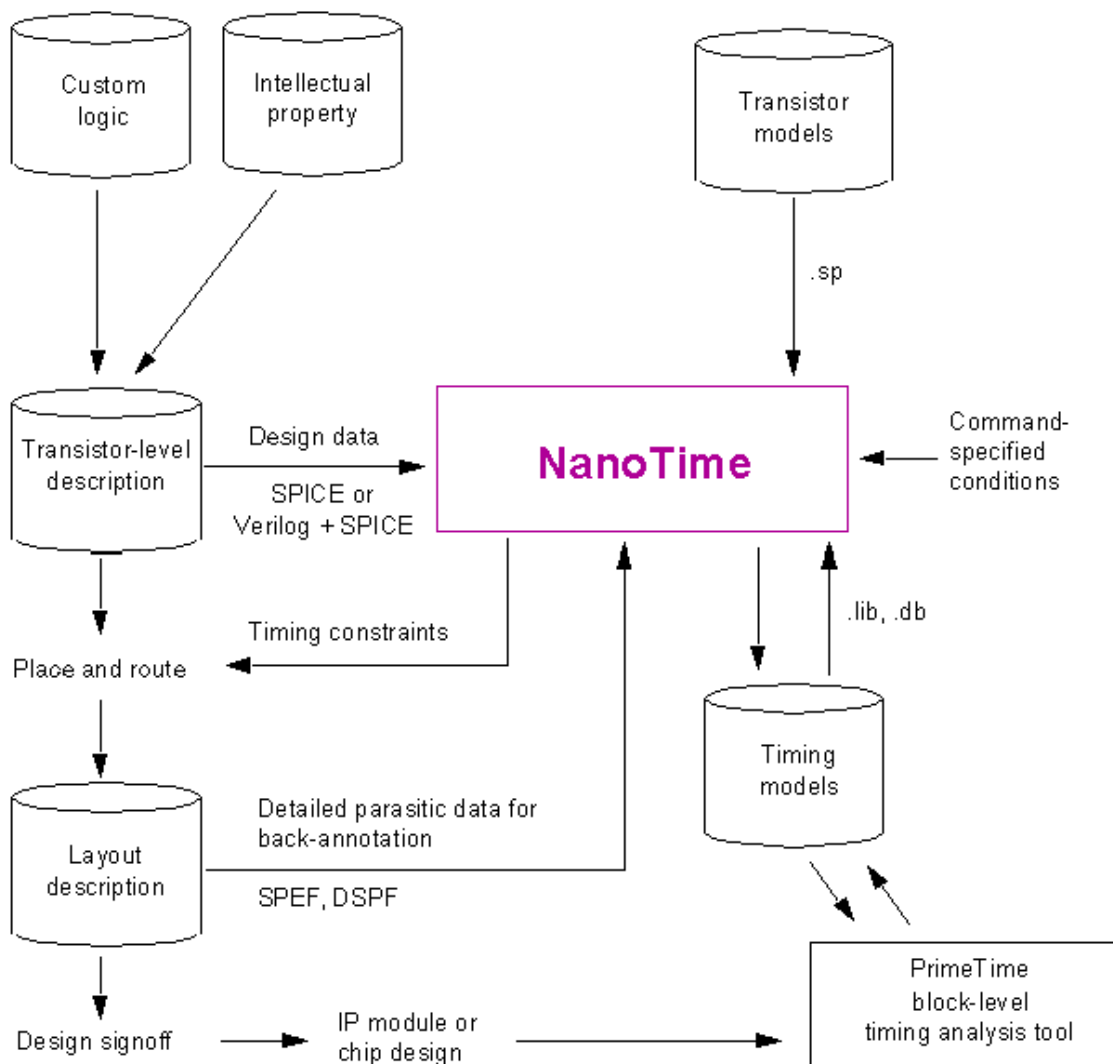 Custom
logic
Intellectual
property
Transistor
models
.sp
Transistor-level
description
Design data
SPICE or
Verilog + SPICE
NanoTime
Command-
specified
conditions
Timing constraints
.lib, .db
Place and route
Timing
models
Layout
description
Detailed parasitic data for
back-annotation
SPEF, DSPF
PrimeTime
block-level
timing analysis tool
Design signoff
IP module or
chip design